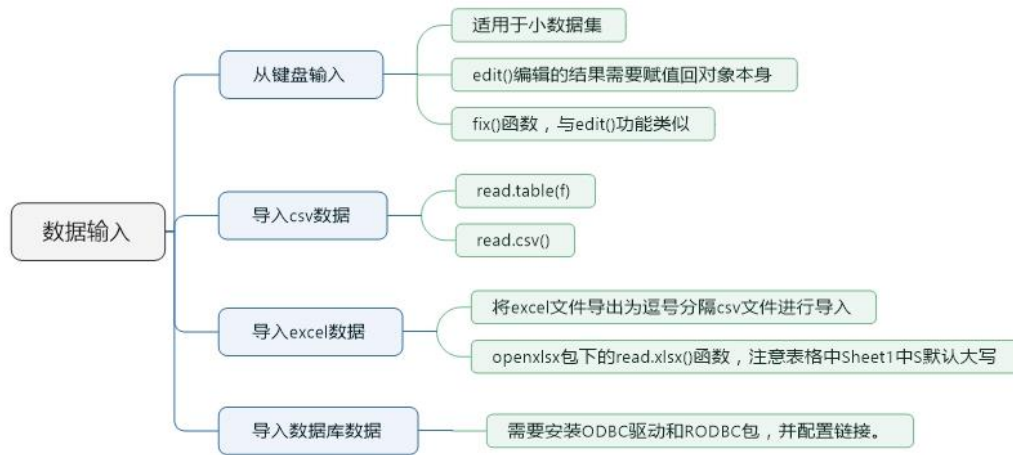 数据输入
从键盘输入
适用于小数据集
edit()编辑的结果需要赋值回对象本身
fix()函数，与edit()功能类似
导入csv数据
read.table(f)
read.csv()
导入excel数据
将excel文件导出为逗号分隔csv文件进行导入
openxlsx包下的read.xlsx()函数，注意表格中Sheet1中S默认大写
导入数据库数据
需要安装ODBC驱动和RODBC包，并配置链接。